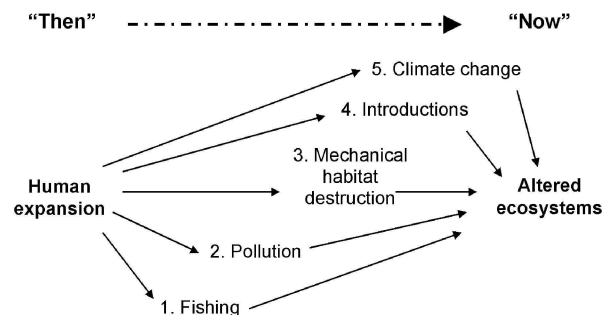 “Then”
“Now”
5. Climate change
4. Introductions
3. Mechanical
habitat
destruction
Human
expansion
Altered
ecosystems
2. Pollution
1. Fishing